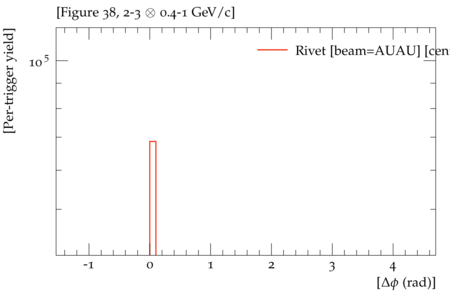 [Figure 38, 2-3 ⊗ 0.4-1 GeV/c]
[Per-trigger yield]
10⁵
Rivet [beam=AUAU] [cen
-1 0 1 2 3 4
[Δϕ (rad)]